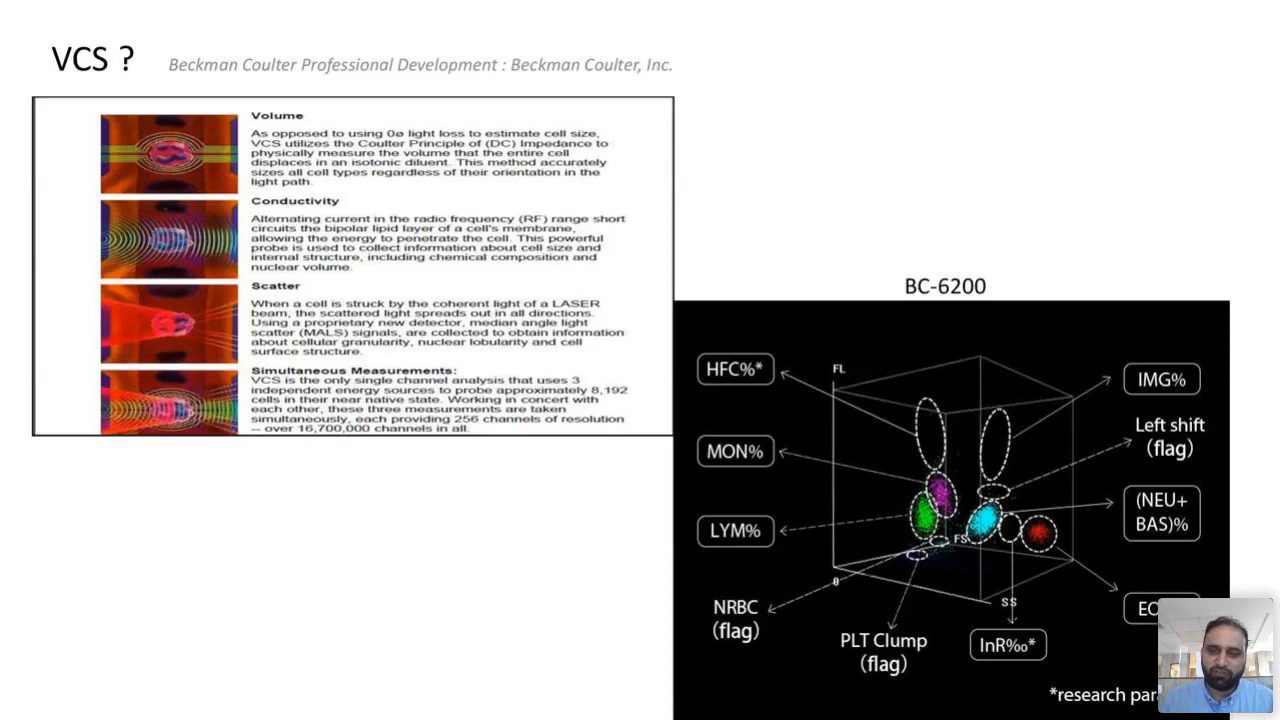 VCS ?
Beckman Coulter Professional Development : Beckman Coulter, Inc.
Volume
As opposed to using 0ø light loss to estimate cell size,
VCS utilizes the Coulter Principle of (DC) Impedance to
physically measure the volume that the entire cell
displaces in an isotonic diluent. This method accurately
sizes all cell types regardless of their orientation in the
light path.
Conductivity
Alternating current in the radio frequency (RF) range short
circuits the bipolar lipid layer of a cell's membrane,
allowing the energy to penetrate the cell. This powerful
probe is used to collect information about cell size and
internal structure, including chemical composition and
nuclear volume.
Scatter
When a cell is struck by the coherent light of a LASER
beam, the scattered light spreads out in all directions.
Using a proprietary new detector, median angle light
scatter (MALS) signals, are collected to obtain information
about cellular granularity, nuclear lobularity and cell
surface structure.
Simultaneous Measurements:
VCS is the only single channel analysis that uses 3
independent energy sources to probe approximately 8,192
cells in their near native state. Working in concert with
each other, these three measurements are taken
simultaneously, each providing 256 channels of resolution
-- over 16,700,000 channels in all.
BC-6200
HFC%*
FL
IMG%
Left shift
(flag)
MON%
(NEU+
BAS)%
LYM%
FS
0
SS
NRBC
(flag)
EO
PLT Clump
(flag)
InR‰*
*research par